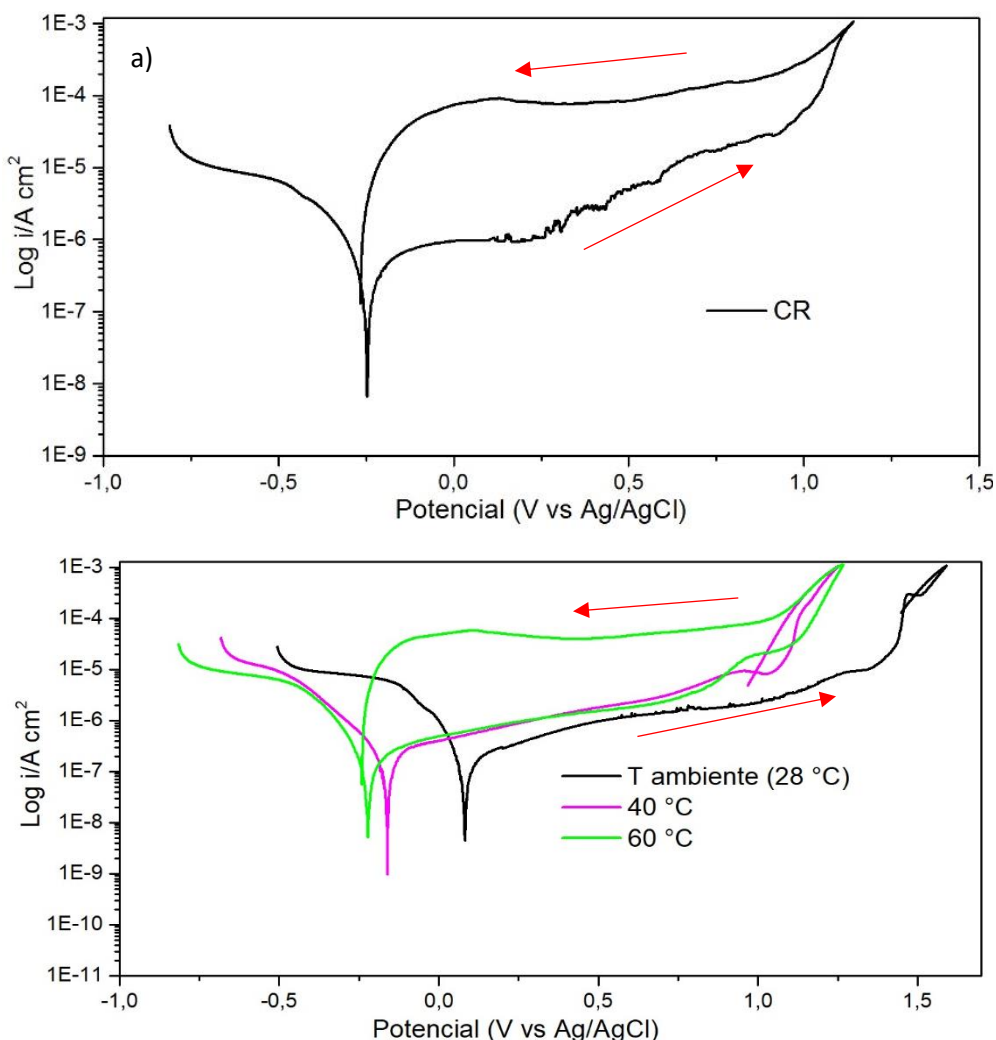 a)
1E-3
1E-4
1E-5
1E-6
1E-7
1E-8
1E-9
Log i/A cm²
CR
-1,0 -0,5 0,0 0,5 1,0 1,5
Potencial (V vs Ag/AgCl)
1E-3
1E-4
1E-5
1E-6
1E-7
1E-8
1E-9
1E-10
1E-11
Log i/A cm²
T ambiente (28 °C)
40 °C
60 °C
-1,0 -0,5 0,0 0,5 1,0 1,5
Potencial (V vs Ag/AgCl)